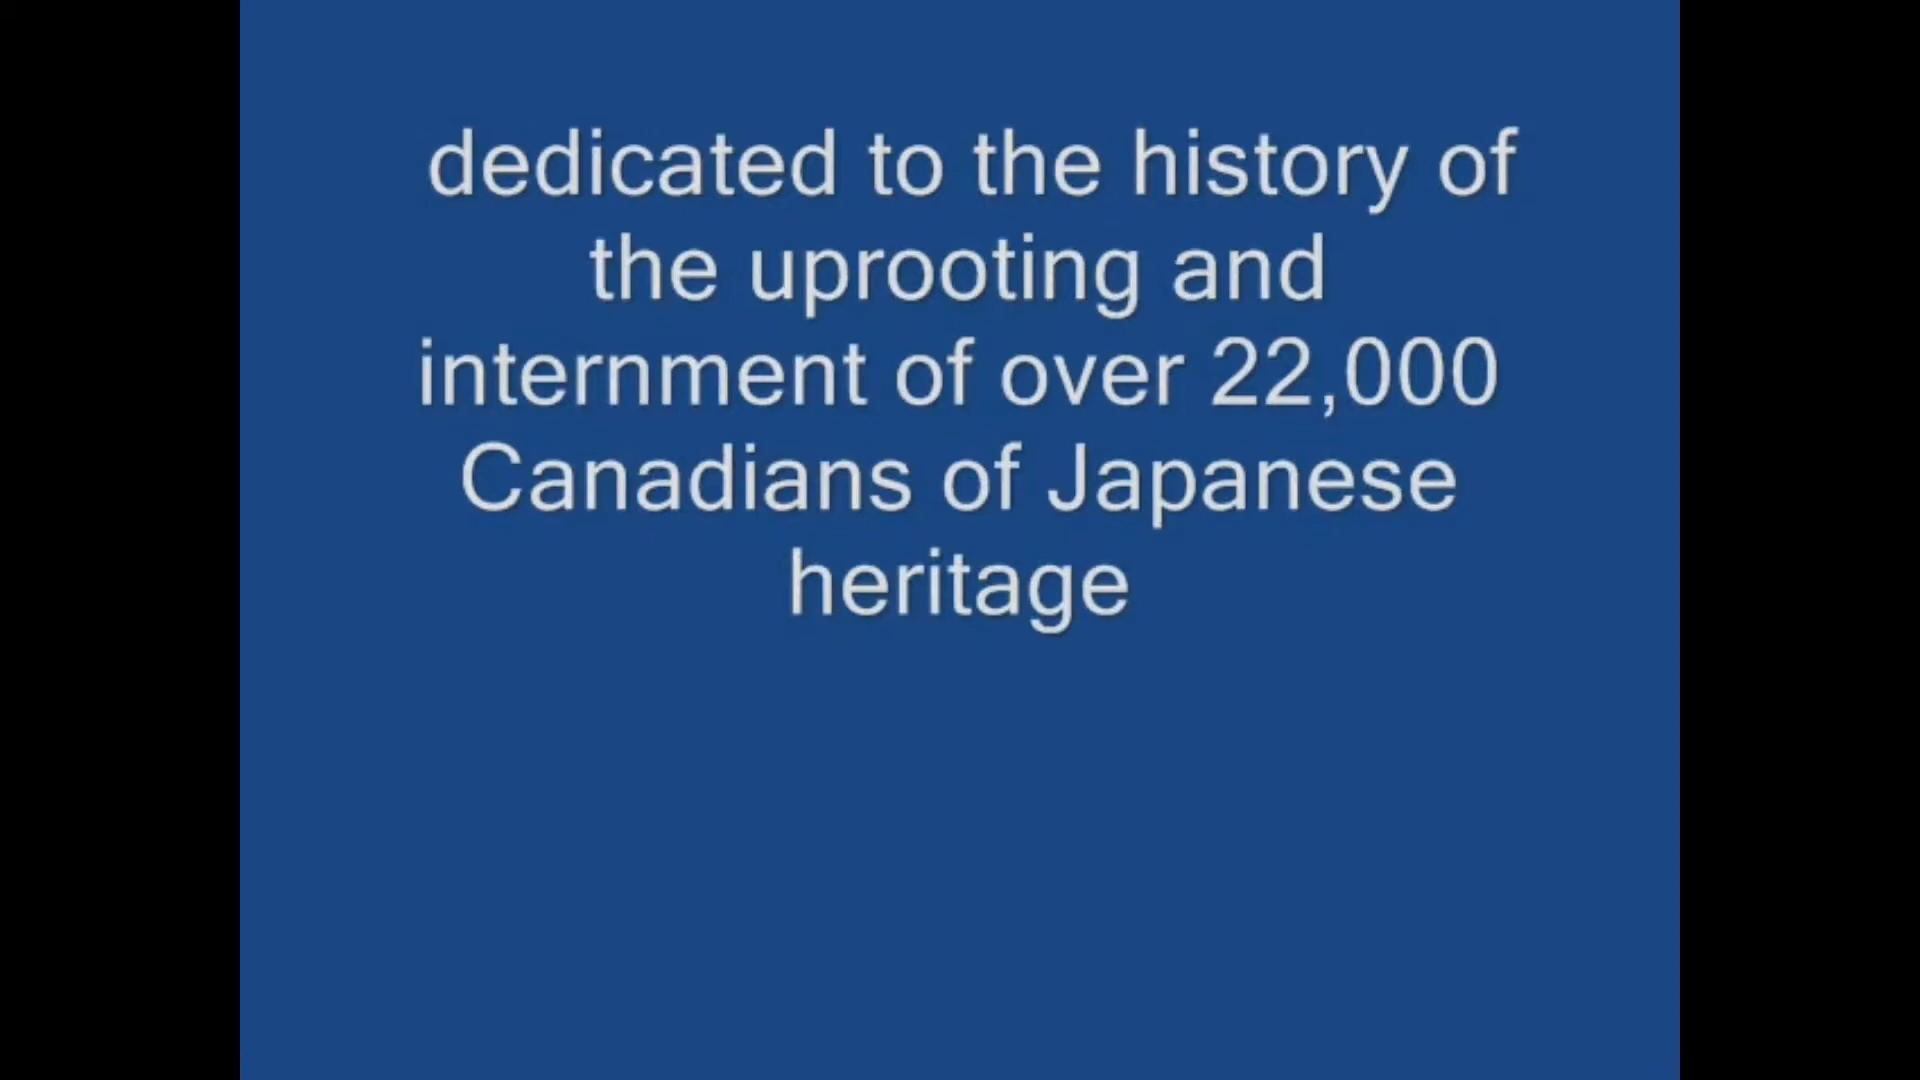 dedicated to the history of
the uprooting and
internment of over 22,000
Canadians of Japanese
heritage